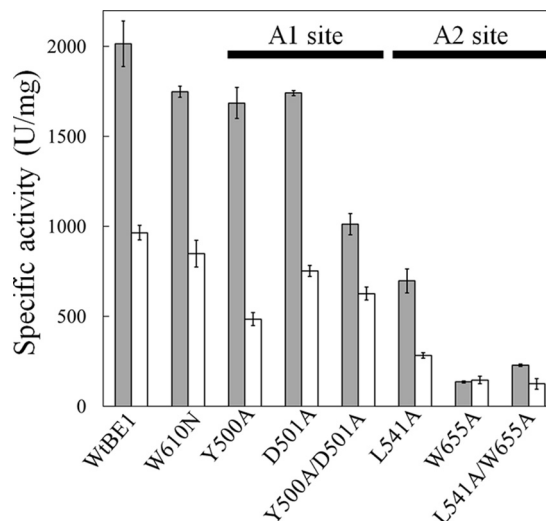 A1 site
A2 site
Specific activity (U/mg)
2000
1500
1000
500
0
WtBE1
W610N
Y500A
D501A
Y500A/D501A
L541A
W655A
L541A/W655A